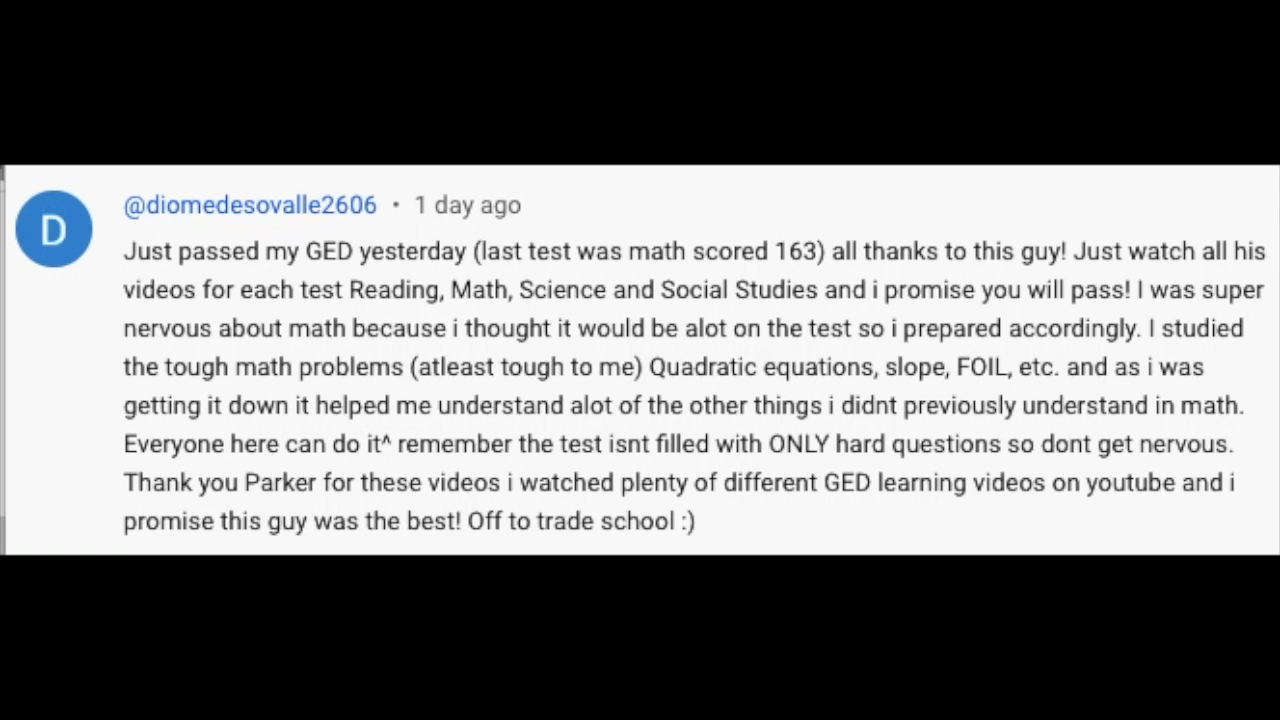 D
@diomedesovalle2606 • 1 day ago
Just passed my GED yesterday (last test was math scored 163) all thanks to this guy! Just watch all his
videos for each test Reading, Math, Science and Social Studies and i promise you will pass! I was super
nervous about math because i thought it would be alot on the test so i prepared accordingly. I studied
the tough math problems (atleast tough to me) Quadratic equations, slope, FOIL, etc. and as i was
getting it down it helped me understand alot of the other things i didnt previously understand in math.
Everyone here can do it^ remember the test isnt filled with ONLY hard questions so dont get nervous.
Thank you Parker for these videos i watched plenty of different GED learning videos on youtube and i
promise this guy was the best! Off to trade school :)